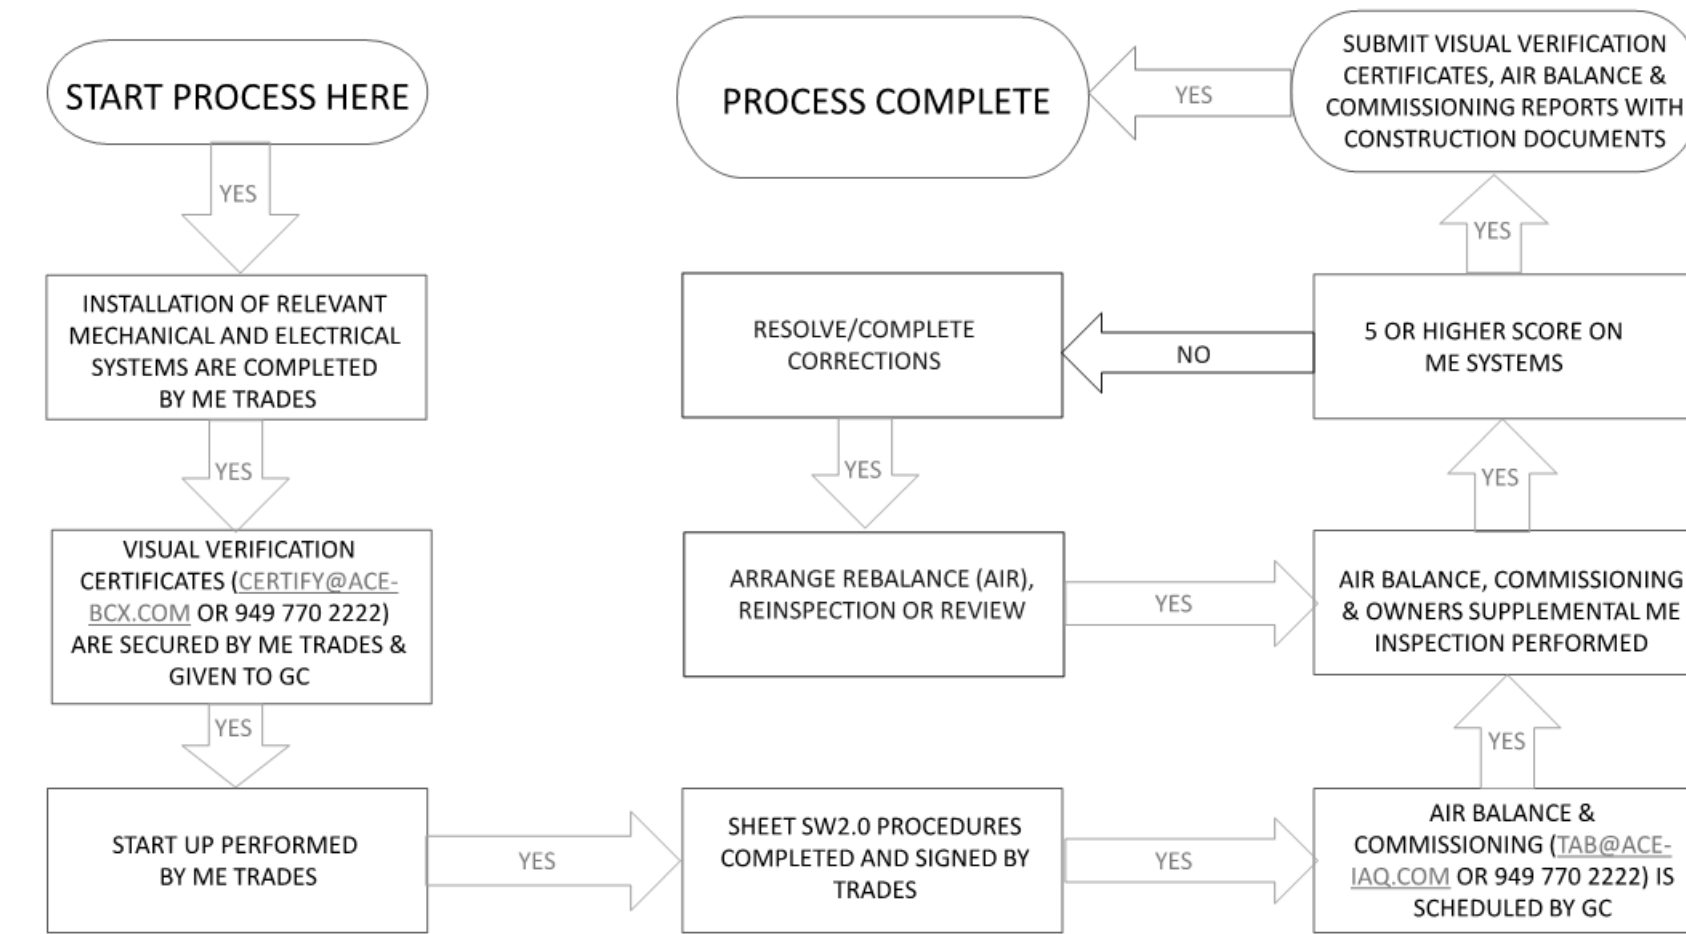 START PROCESS HERE
YES
INSTALLATION OF RELEVANT
MECHANICAL AND ELECTRICAL
SYSTEMS ARE COMPLETED
BY ME TRADES
YES
VISUAL VERIFICATION
CERTIFICATES (CERTIFY@ACE-
BCX.COM OR 949 770 2222)
ARE SECURED BY ME TRADES &
GIVEN TO GC
YES
START UP PERFORMED
BY ME TRADES
YES
SHEET SW2.0 PROCEDURES
COMPLETED AND SIGNED BY
TRADES
YES
AIR BALANCE &
COMMISSIONING (TAB@ACE-
IAQ.COM OR 949 770 2222) IS
SCHEDULED BY GC
YES
AIR BALANCE, COMMISSIONING
& OWNERS SUPPLEMENTAL ME
INSPECTION PERFORMED
YES
5 OR HIGHER SCORE ON
ME SYSTEMS
NO
RESOLVE/COMPLETE
CORRECTIONS
YES
ARRANGE REBALANCE (AIR),
REINSPECTION OR REVIEW
YES
YES
SUBMIT VISUAL VERIFICATION
CERTIFICATES, AIR BALANCE &
COMMISSIONING REPORTS WITH
CONSTRUCTION DOCUMENTS
YES
PROCESS COMPLETE